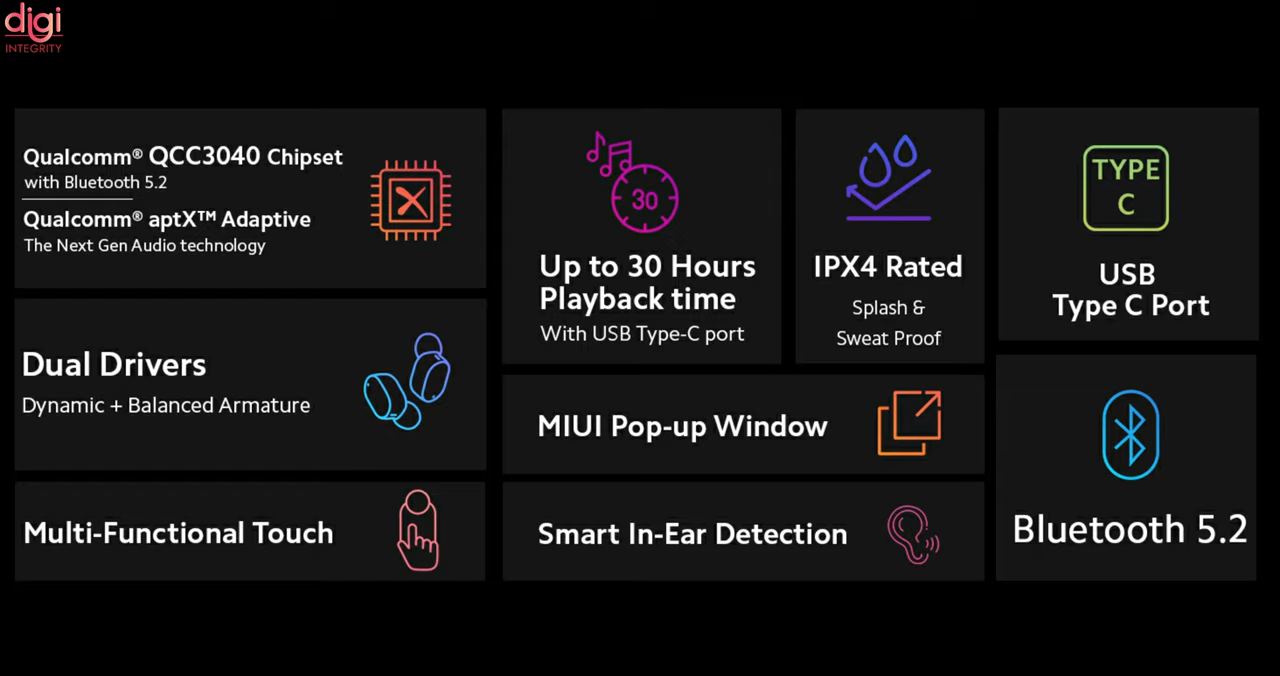 digi
INTEGRITY
Qualcomm® QCC3040 Chipset
with Bluetooth 5.2
Qualcomm® aptX™ Adaptive
The Next Gen Audio technology
Dual Drivers
Dynamic + Balanced Armature
Multi-Functional Touch
30
Up to 30 Hours
Playback time
With USB Type-C port
IPX4 Rated
Splash &
Sweat Proof
MIUI Pop-up Window
Smart In-Ear Detection
TYPE
C
USB
Type C Port
Bluetooth 5.2